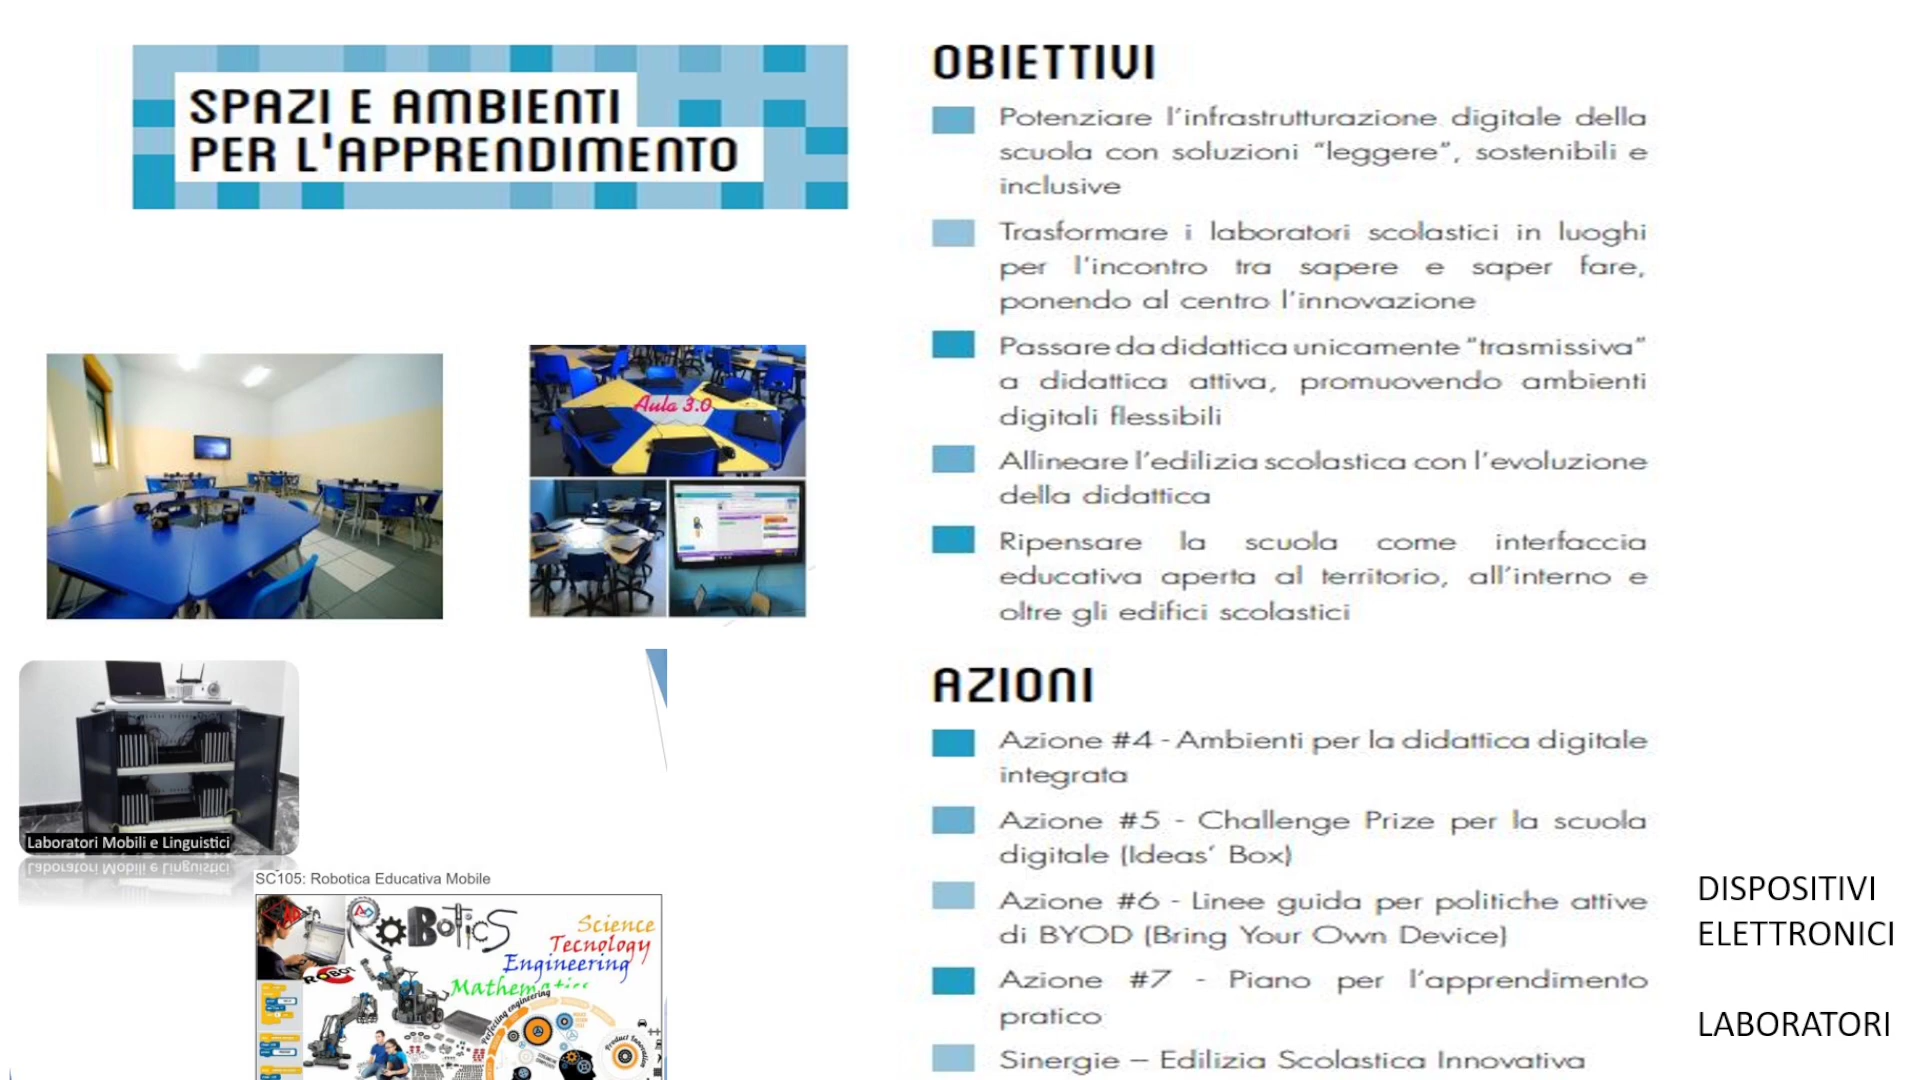 SPAZI E AMBIENTI
PER L'APPRENDIMENTO
Aula 3.0
Laboratori Mobili e Linguistici
SC105: Robotica Educativa Mobile
ROBOTICS
Science
Tecnology
Engineering
Mathematics
ROBOT
Perfecting engineering
Product Innovation
OBIETTIVI
Potenziare l'infrastrutturazione digitale della
scuola con soluzioni “leggere”, sostenibili e
inclusive
Trasformare i laboratori scolastici in luoghi
per l'incontro tra sapere e saper fare,
ponendo al centro l'innovazione
Passare da didattica unicamente “trasmissiva”
a didattica attiva, promuovendo ambienti
digitali flessibili
Allineare l'edilizia scolastica con l'evoluzione
della didattica
Ripensare la scuola come interfaccia
educativa aperta al territorio, all'interno e
oltre gli edifici scolastici
AZIONI
Azione #4 - Ambienti per la didattica digitale
integrata
Azione #5 - Challenge Prize per la scuola
digitale (Ideas' Box)
Azione #6 - Linee guida per politiche attive
di BYOD (Bring Your Own Device)
Azione #7 - Piano per l'apprendimento
pratico
Sinergie – Edilizia Scolastica Innovativa
DISPOSITIVI
ELETTRONICI
LABORATORI